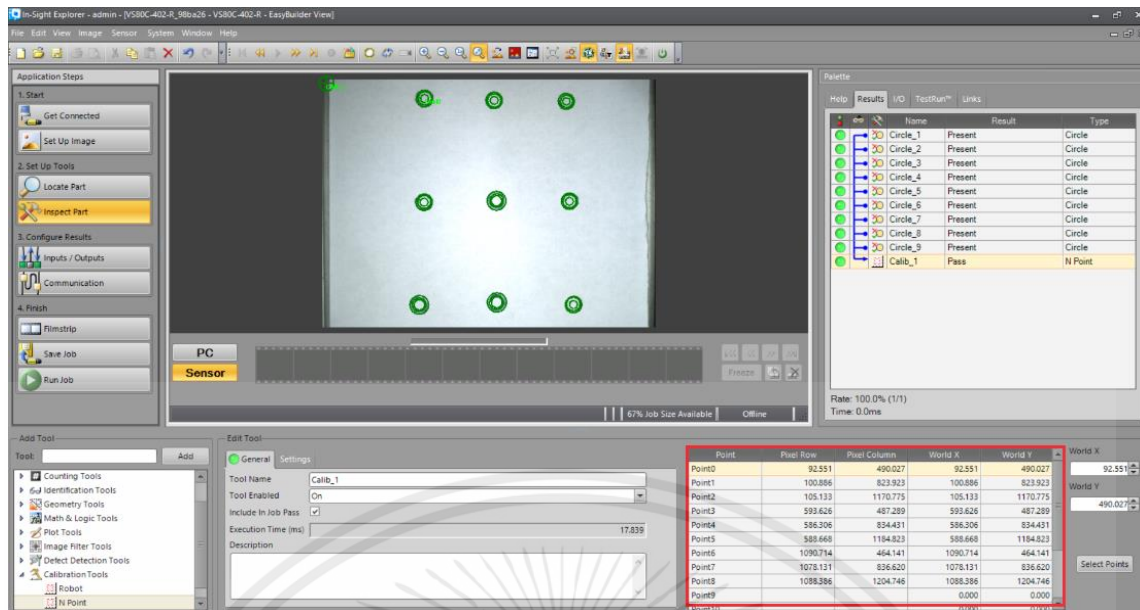 In-Sight Explorer - admin - [VS80C-402-R_98ba26 - VS80C-402-R - EasyBuilder View]
File Edit View Image Sensor System Window Help
Application Steps
1. Start
Get Connected
Set Up Image
2. Set Up Tools
Locate Part
Inspect Part
3. Configure Results
Inputs / Outputs
Communication
4. Finish
Filmstrip
Save Job
Run Job
PC
Sensor
Freeze
67% Job Size Available Offline
Palette
Help Results I/O TestRun™ Links
Name Result Type
Circle_1 Present Circle
Circle_2 Present Circle
Circle_3 Present Circle
Circle_4 Present Circle
Circle_5 Present Circle
Circle_6 Present Circle
Circle_7 Present Circle
Circle_8 Present Circle
Circle_9 Present Circle
Calib_1 Pass N Point
Rate: 100.0% (1/1)
Time: 0.0ms
Add Tool
Tool: Add
Counting Tools
Identification Tools
Geometry Tools
Math & Logic Tools
Plot Tools
Image Filter Tools
Defect Detection Tools
Calibration Tools
Robot
N Point
Edit Tool
General Settings
Tool Name Calib_1
Tool Enabled On
Include In Job Pass
Execution Time (ms) 17.839
Description
Point Pixel Row Pixel Column World X World Y
Point0 92.551 490.027 92.551 490.027
Point1 100.886 823.923 100.886 823.923
Point2 105.133 1170.775 105.133 1170.775
Point3 593.626 487.289 593.626 487.289
Point4 586.306 834.431 586.306 834.431
Point5 588.668 1184.823 588.668 1184.823
Point6 1090.714 464.141 1090.714 464.141
Point7 1078.131 836.620 1078.131 836.620
Point8 1088.386 1204.746 1088.386 1204.746
Point9 0.000 0.000
Point10 0.000 0.000
World X
92.551
World Y
490.027
Select Points